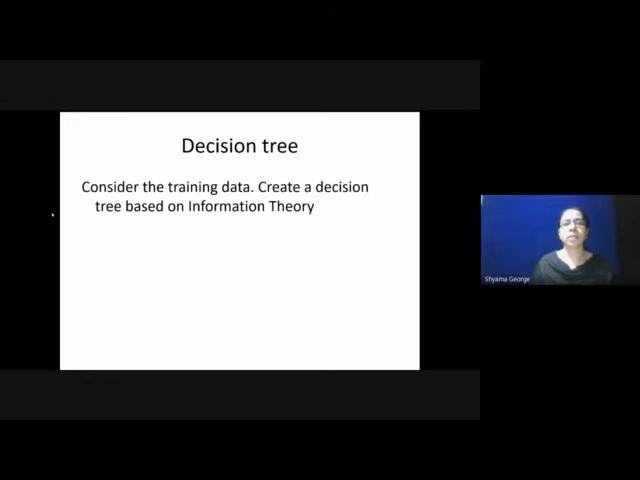 Decision tree
Consider the training data. Create a decision
tree based on Information Theory
Shyama George